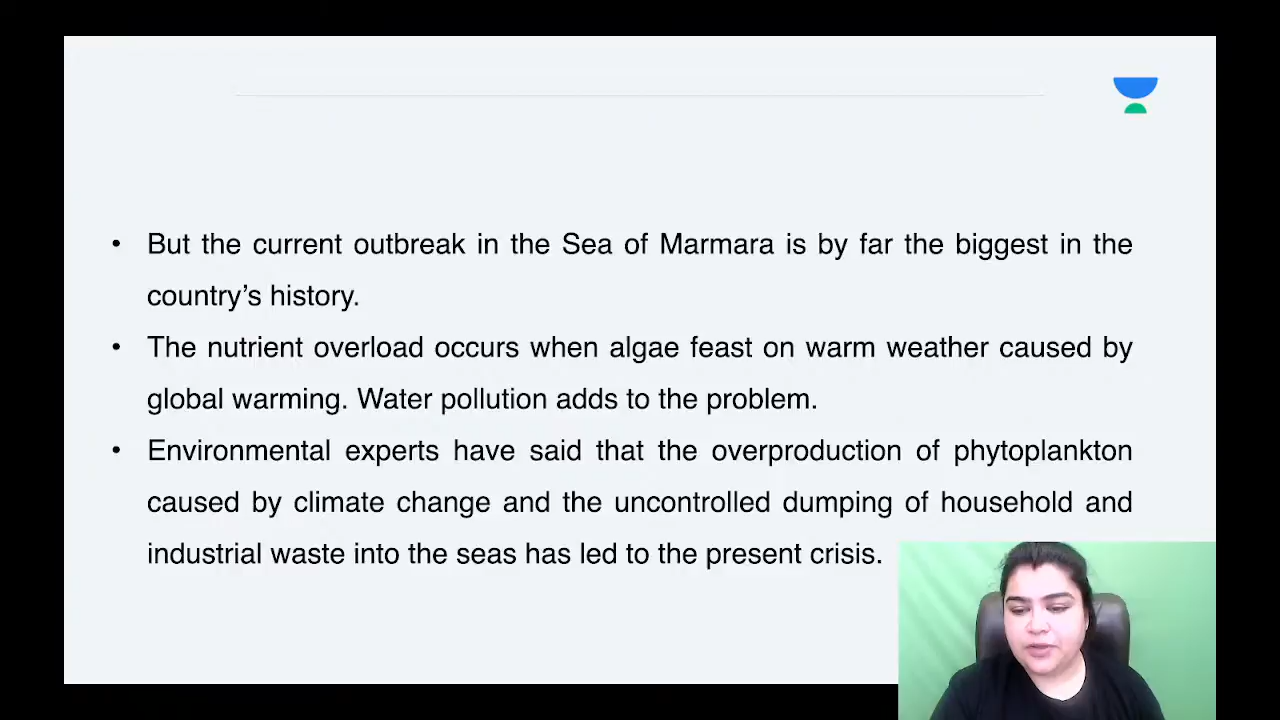 • But the current outbreak in the Sea of Marmara is by far the biggest in the
country’s history.
• The nutrient overload occurs when algae feast on warm weather caused by
global warming. Water pollution adds to the problem.
• Environmental experts have said that the overproduction of phytoplankton
caused by climate change and the uncontrolled dumping of household and
industrial waste into the seas has led to the present crisis.